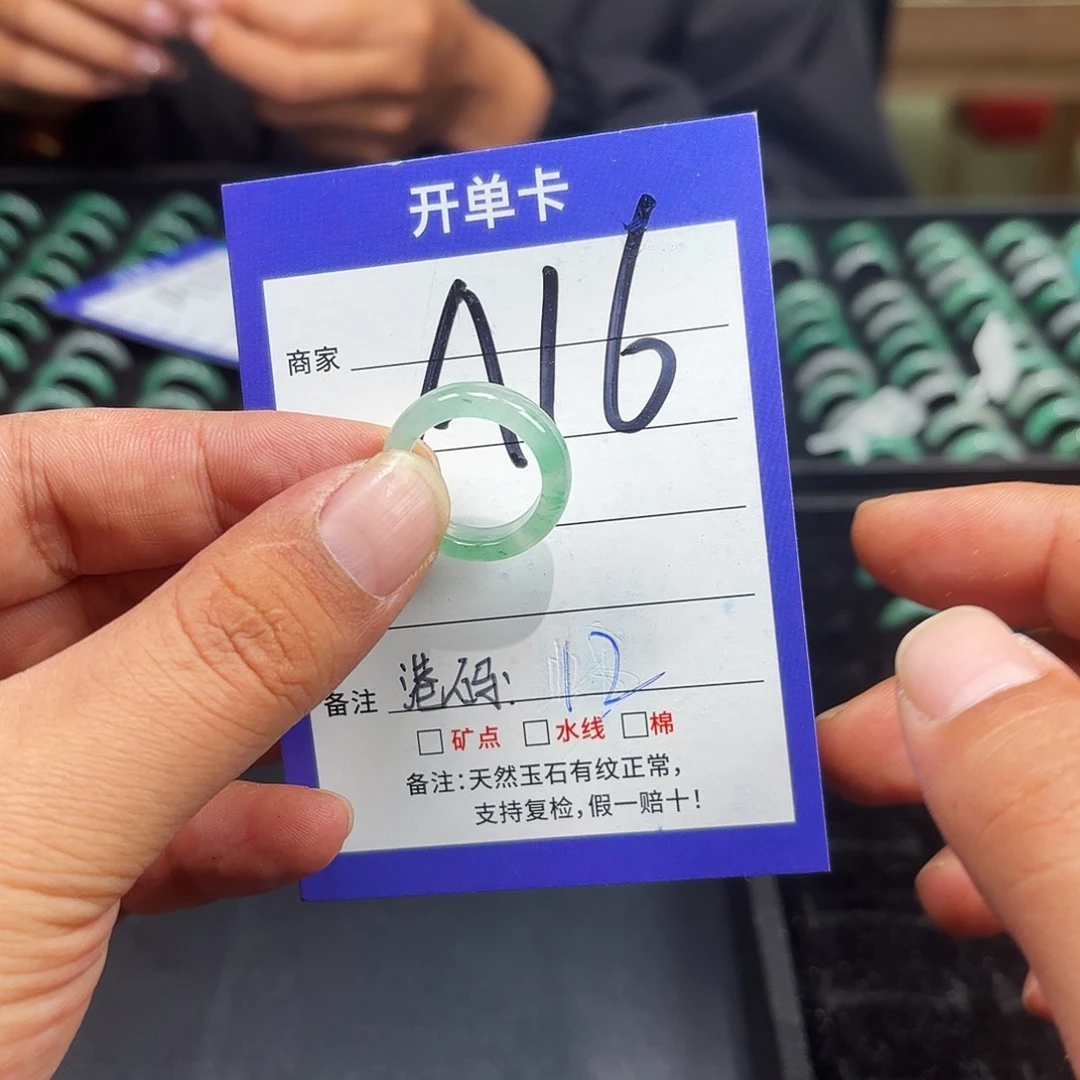 开单卡
商家 A16
备注 港码: 12
□ 矿点 □ 水线 □ 棉
备注:天然玉石有纹正常,
支持复检,假一赔十!